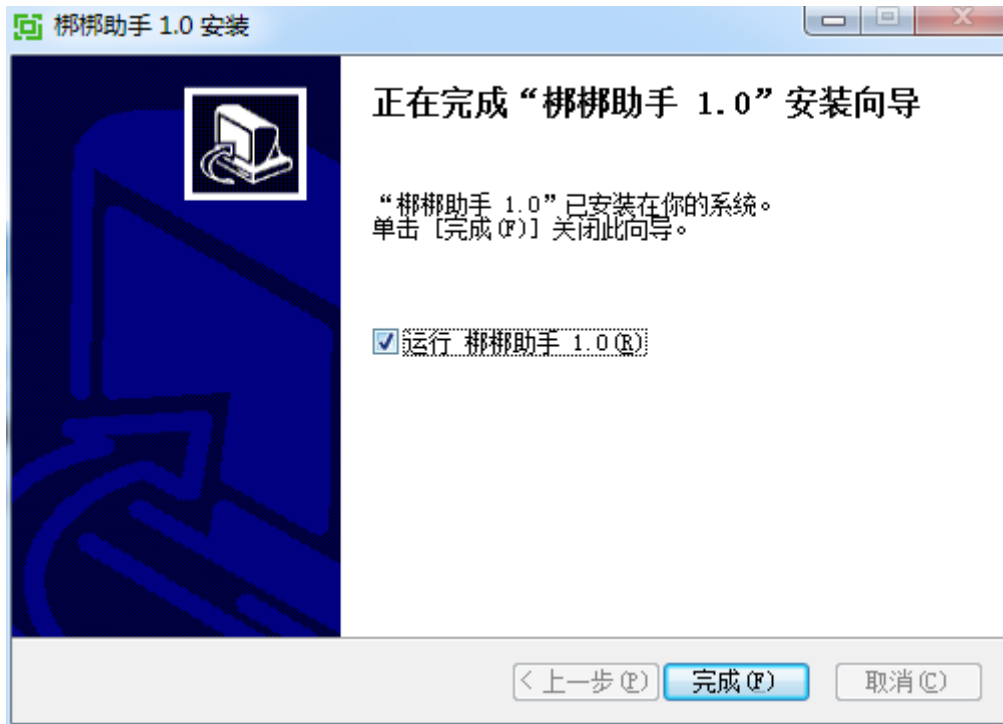 梆梆助手 1.0 安装
正在完成“梆梆助手 1.0”安装向导
“梆梆助手 1.0”已安装在你的系统。
单击 [完成(F)] 关闭此向导。
运行 梆梆助手 1.0(R)
< 上一步(P) 完成(F) 取消(C)